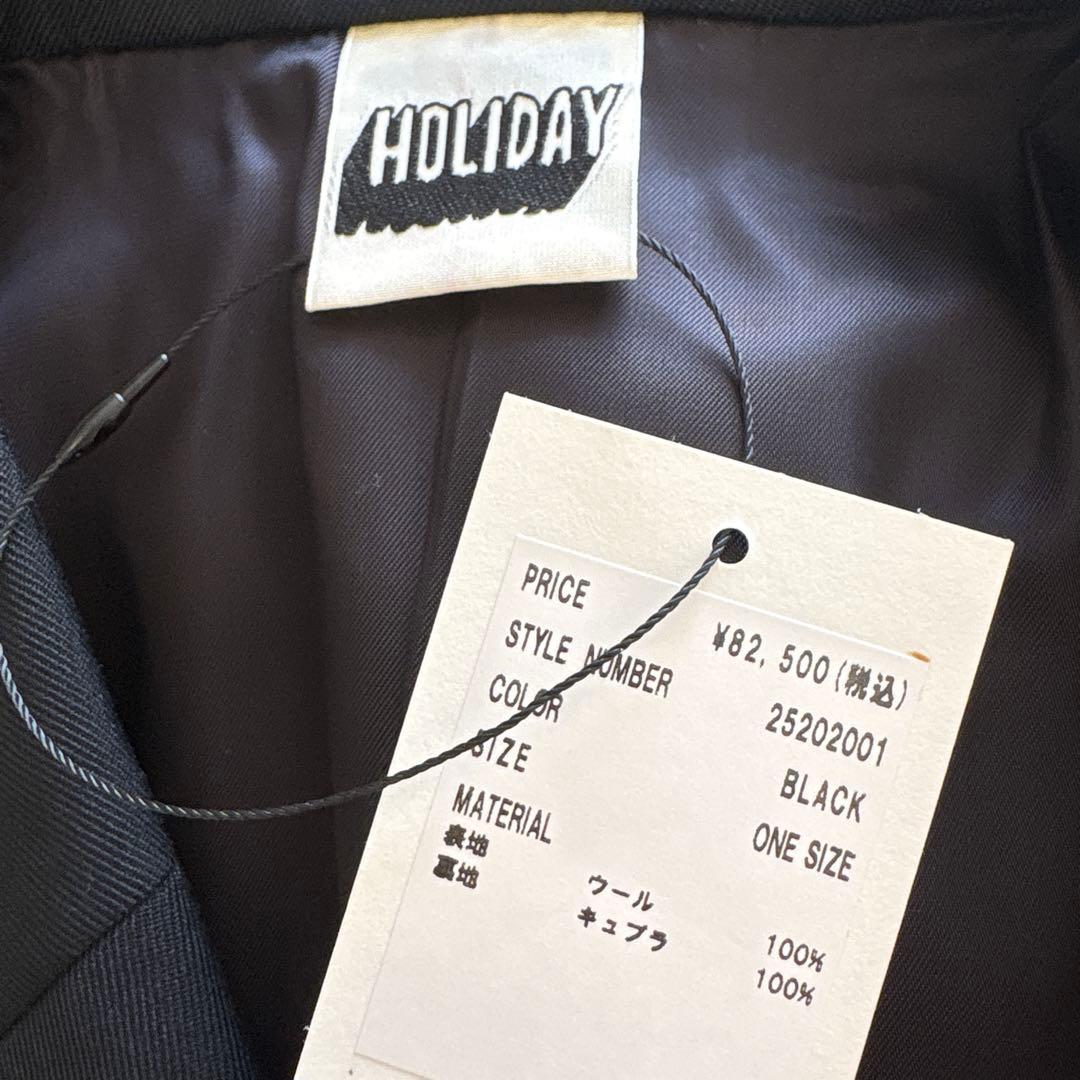 HOLIDAY
PRICE ¥82,500(税込)
STYLE NUMBER 25202001
COLOR BLACK
SIZE ONE SIZE
MATERIAL
表地 ウール 100%
裏地 キュプラ 100%